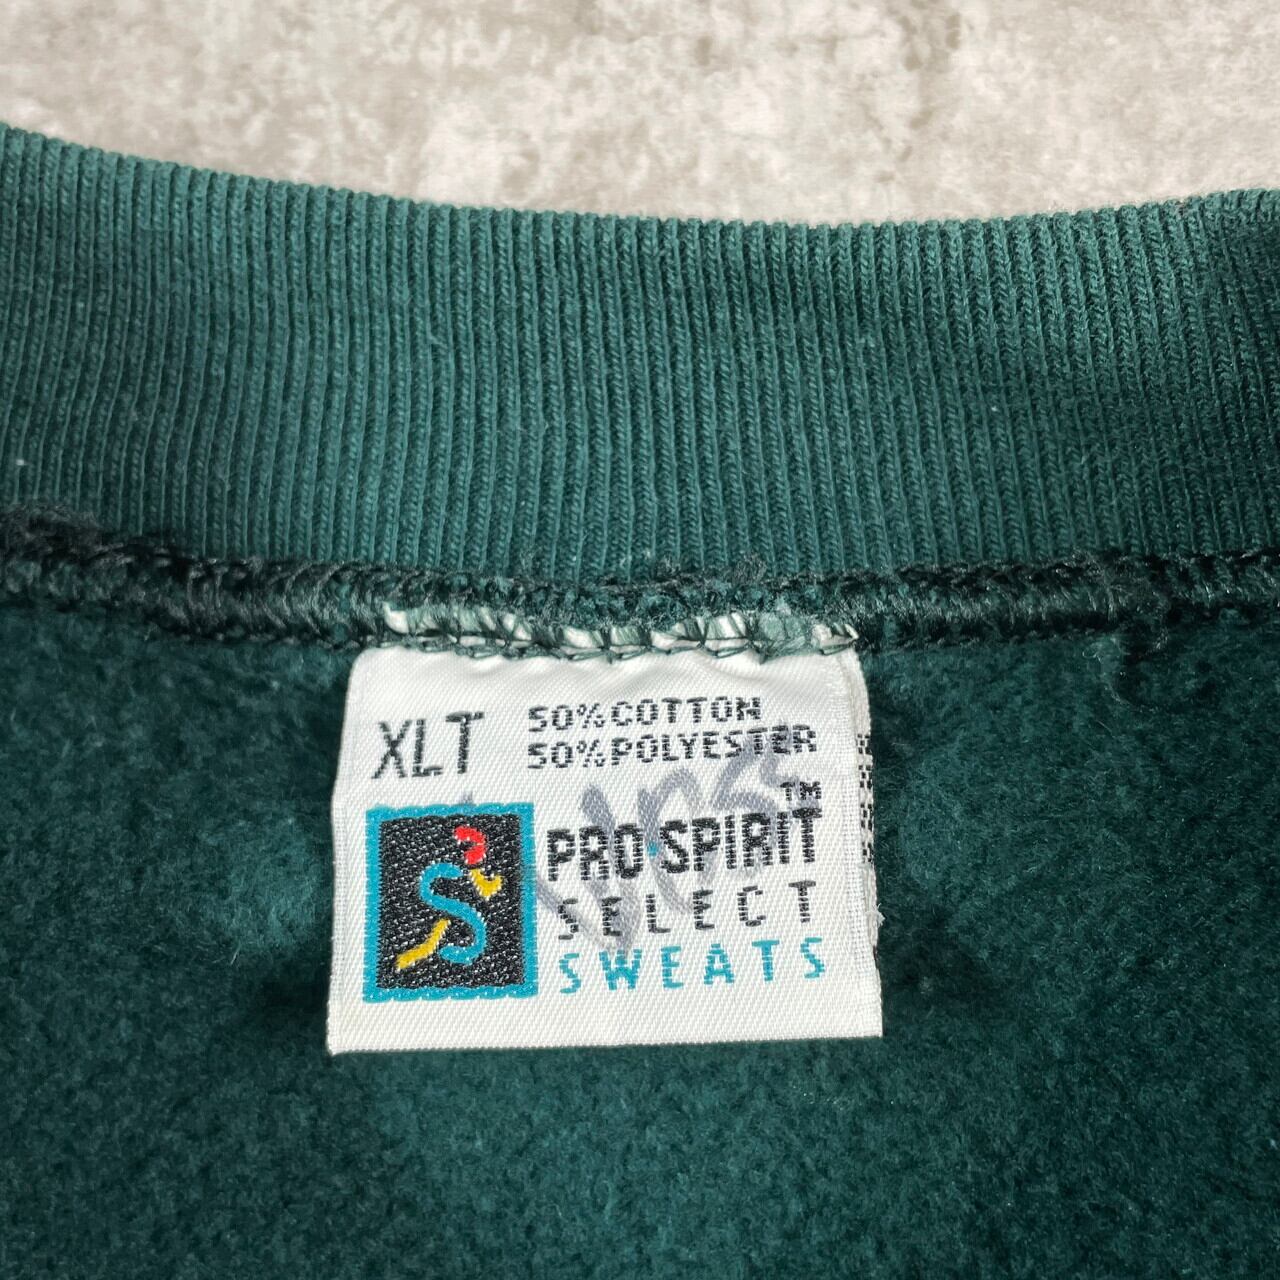 XLT
50% COTTON
50% POLYESTER
PRO·SPIRIT™
SELECT
SWEATS